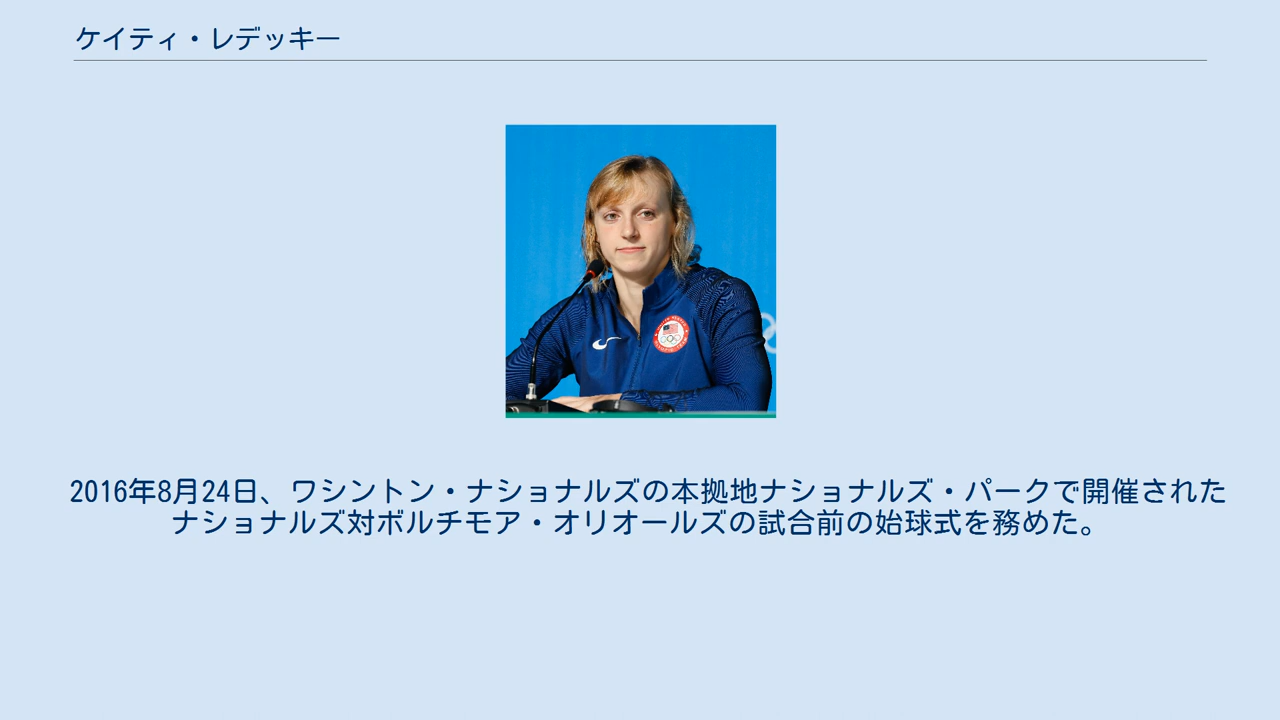 ケイティ・レデッキー
2016年8月24日、ワシントン・ナショナルズの本拠地ナショナルズ・パークで開催された
ナショナルズ対ボルチモア・オリオールズの試合前の始球式を務めた。